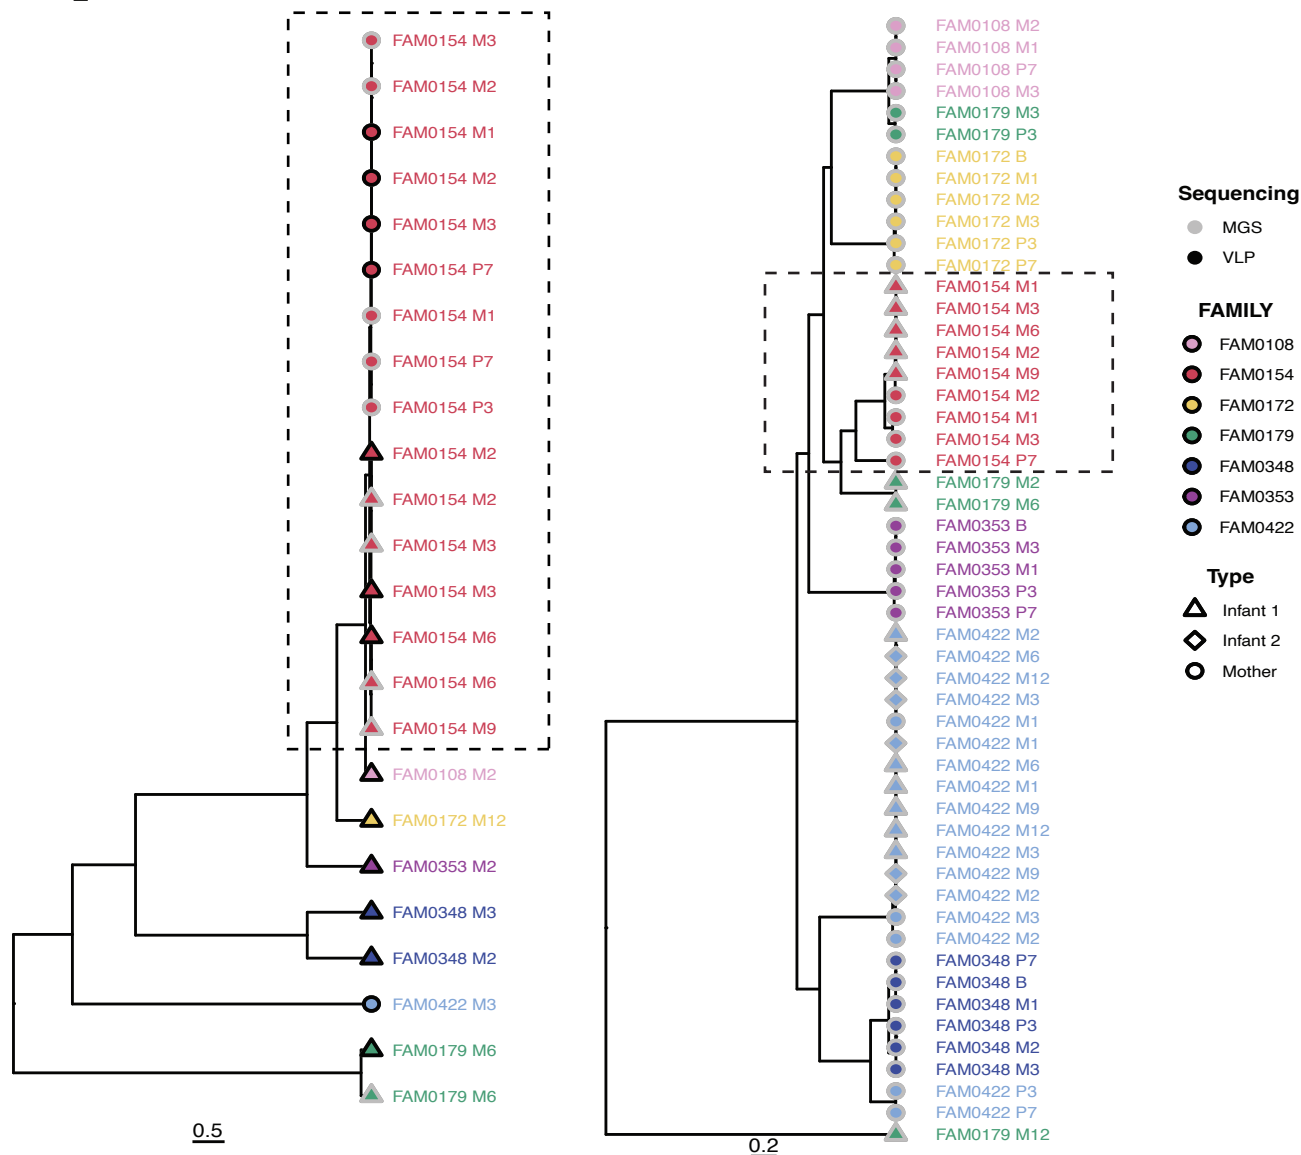 FAM0154 M3
FAM0154 M2
FAM0154 M1
FAM0154 M2
FAM0154 M3
FAM0154 P7
FAM0154 M1
FAM0154 P7
FAM0154 P3
FAM0154 M2
FAM0154 M2
FAM0154 M3
FAM0154 M3
FAM0154 M6
FAM0154 M6
FAM0154 M9
FAM0108 M2
FAM0172 M12
FAM0353 M2
FAM0348 M3
FAM0348 M2
FAM0422 M3
FAM0179 M6
FAM0179 M6
0.5
FAM0108 M2
FAM0108 M1
FAM0108 P7
FAM0108 M3
FAM0179 M3
FAM0179 P3
FAM0172 B
FAM0172 M1
FAM0172 M2
FAM0172 M3
FAM0172 P3
FAM0172 P7
FAM0154 M1
FAM0154 M3
FAM0154 M6
FAM0154 M2
FAM0154 M9
FAM0154 M2
FAM0154 M1
FAM0154 M3
FAM0154 P7
FAM0179 M2
FAM0179 M6
FAM0353 B
FAM0353 M3
FAM0353 M1
FAM0353 P3
FAM0353 P7
FAM0422 M2
FAM0422 M6
FAM0422 M12
FAM0422 M3
FAM0422 M1
FAM0422 M1
FAM0422 M6
FAM0422 M1
FAM0422 M9
FAM0422 M12
FAM0422 M3
FAM0422 M9
FAM0422 M2
FAM0422 M3
FAM0422 M2
FAM0348 P7
FAM0348 B
FAM0348 M1
FAM0348 P3
FAM0348 M2
FAM0348 M3
FAM0422 P3
FAM0422 P7
FAM0179 M12
0.2
Sequencing
MGS
VLP
FAMILY
FAM0108
FAM0154
FAM0172
FAM0179
FAM0348
FAM0353
FAM0422
Type
Infant 1
Infant 2
Mother